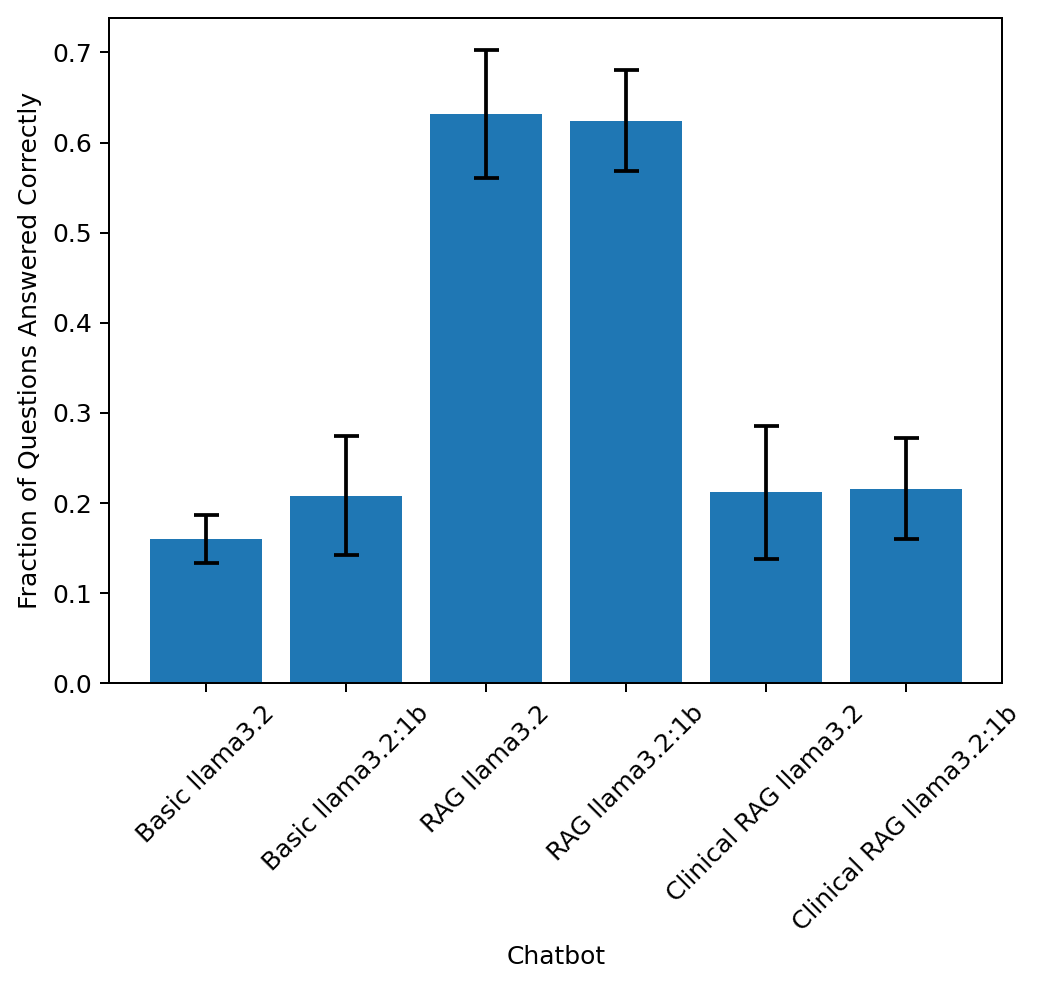 Fraction of Questions Answered Correctly
0.7
0.6
0.5
0.4
0.3
0.2
0.1
0.0
Basic llama3.2
Basic llama3.2:1b
RAG llama3.2
RAG llama3.2:1b
Clinical RAG llama3.2
Clinical RAG llama3.2:1b
Chatbot